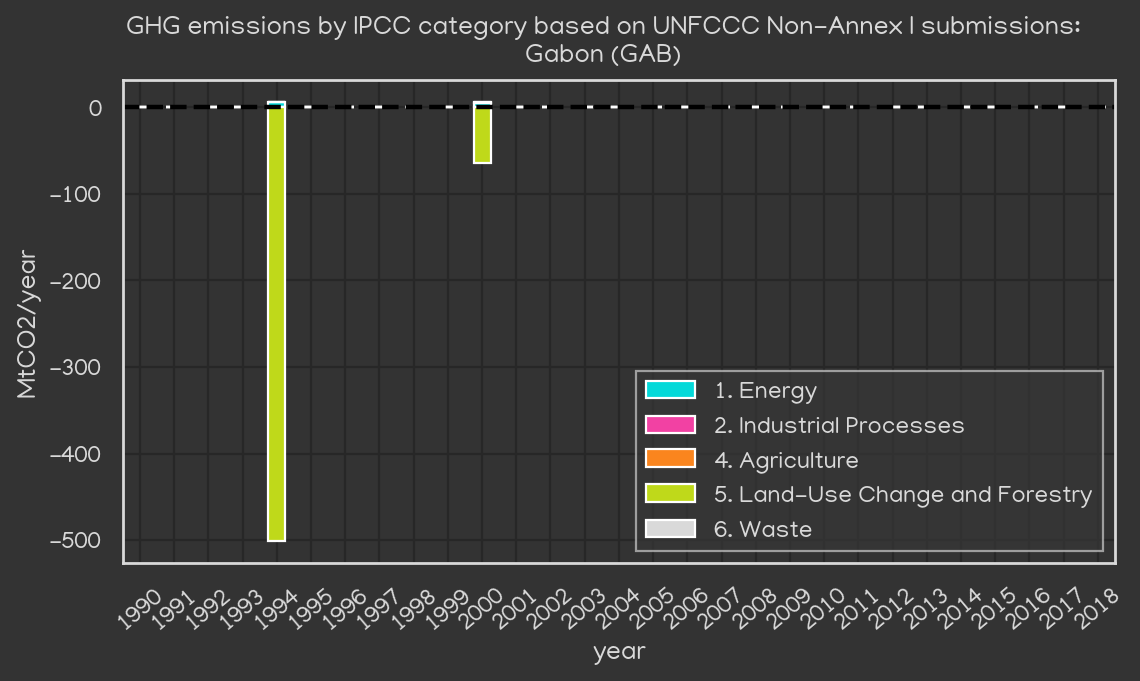 GHG emissions by IPCC category based on UNFCCC Non-Annex I submissions:
Gabon (GAB)
0
−100
−200
−300
−400
−500
MtCO2/year
1. Energy
2. Industrial Processes
4. Agriculture
5. Land-Use Change and Forestry
6. Waste
1990 1991 1992 1993 1994 1995 1996 1997 1998 1999 2000 2001 2002 2003 2004 2005 2006 2007 2008 2009 2010 2011 2012 2013 2014 2015 2016 2017 2018
year